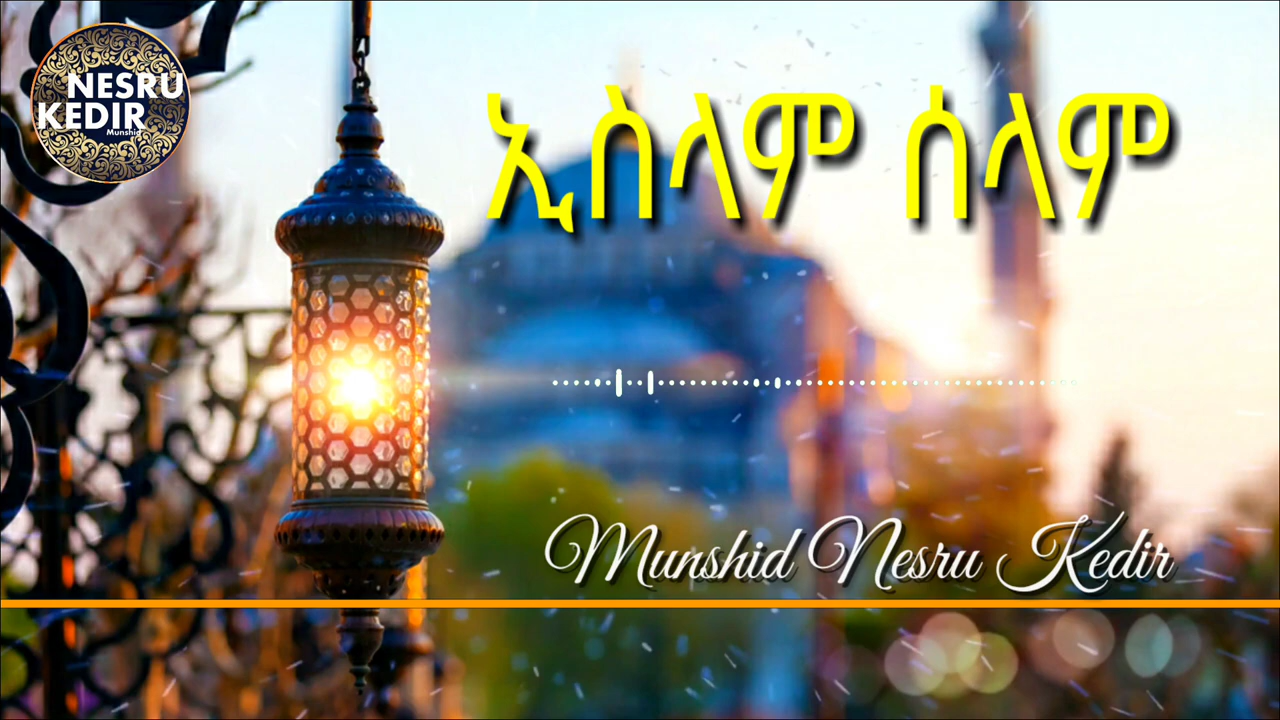 NESRU
KEDIR
Munshid
ኢስላም ሰላም
Munshid Nesru Kedir